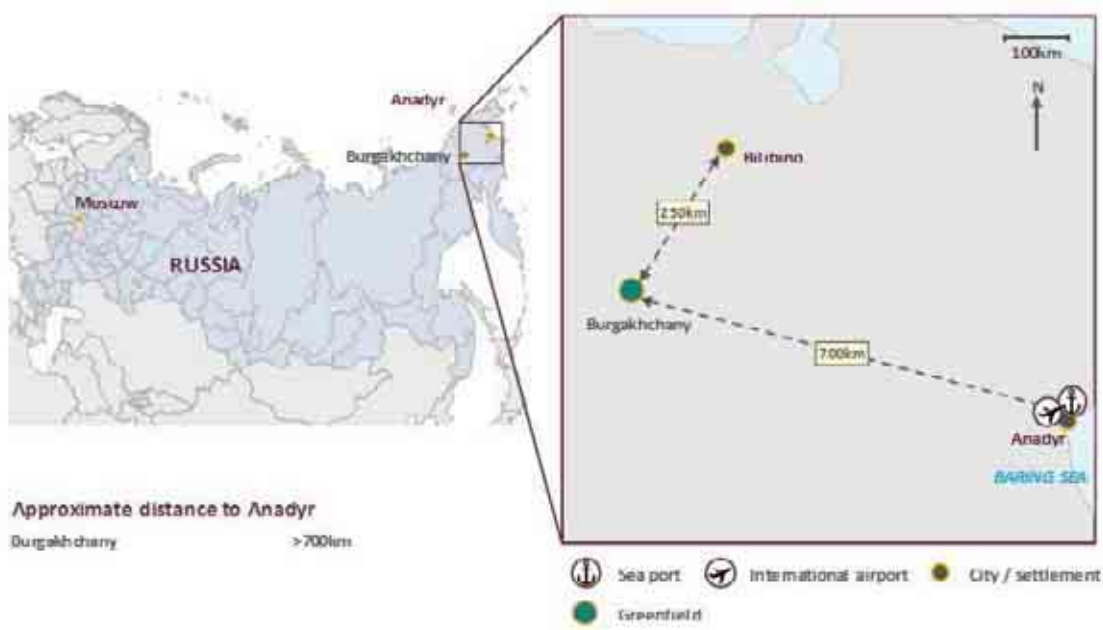 Anadyr
Burgakhchany
Moscow
RUSSIA
Approximate distance to Anadyr
Burgakhchany >700km
100km
N
Bilibino
230km
Burgakhchany
700km
Anadyr
BARING SEA
Sea port
International airport
City / settlement
Greenfield